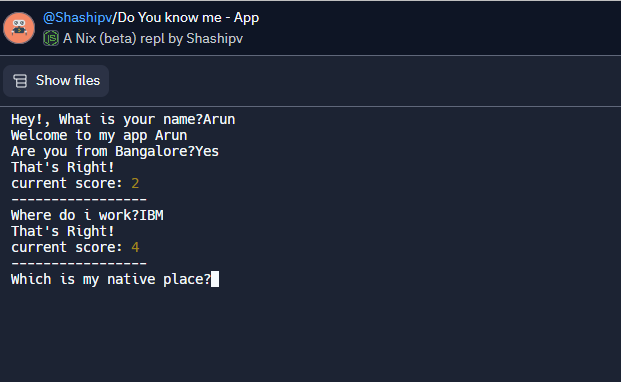 @Shashipv/Do You know me - App
A Nix (beta) repl by Shashipv
Show files
Hey!, What is your name?Arun
Welcome to my app Arun
Are you from Bangalore?Yes
That's Right!
current score: 2
-----------------
Where do i work?IBM
That's Right!
current score: 4
-----------------
Which is my native place?